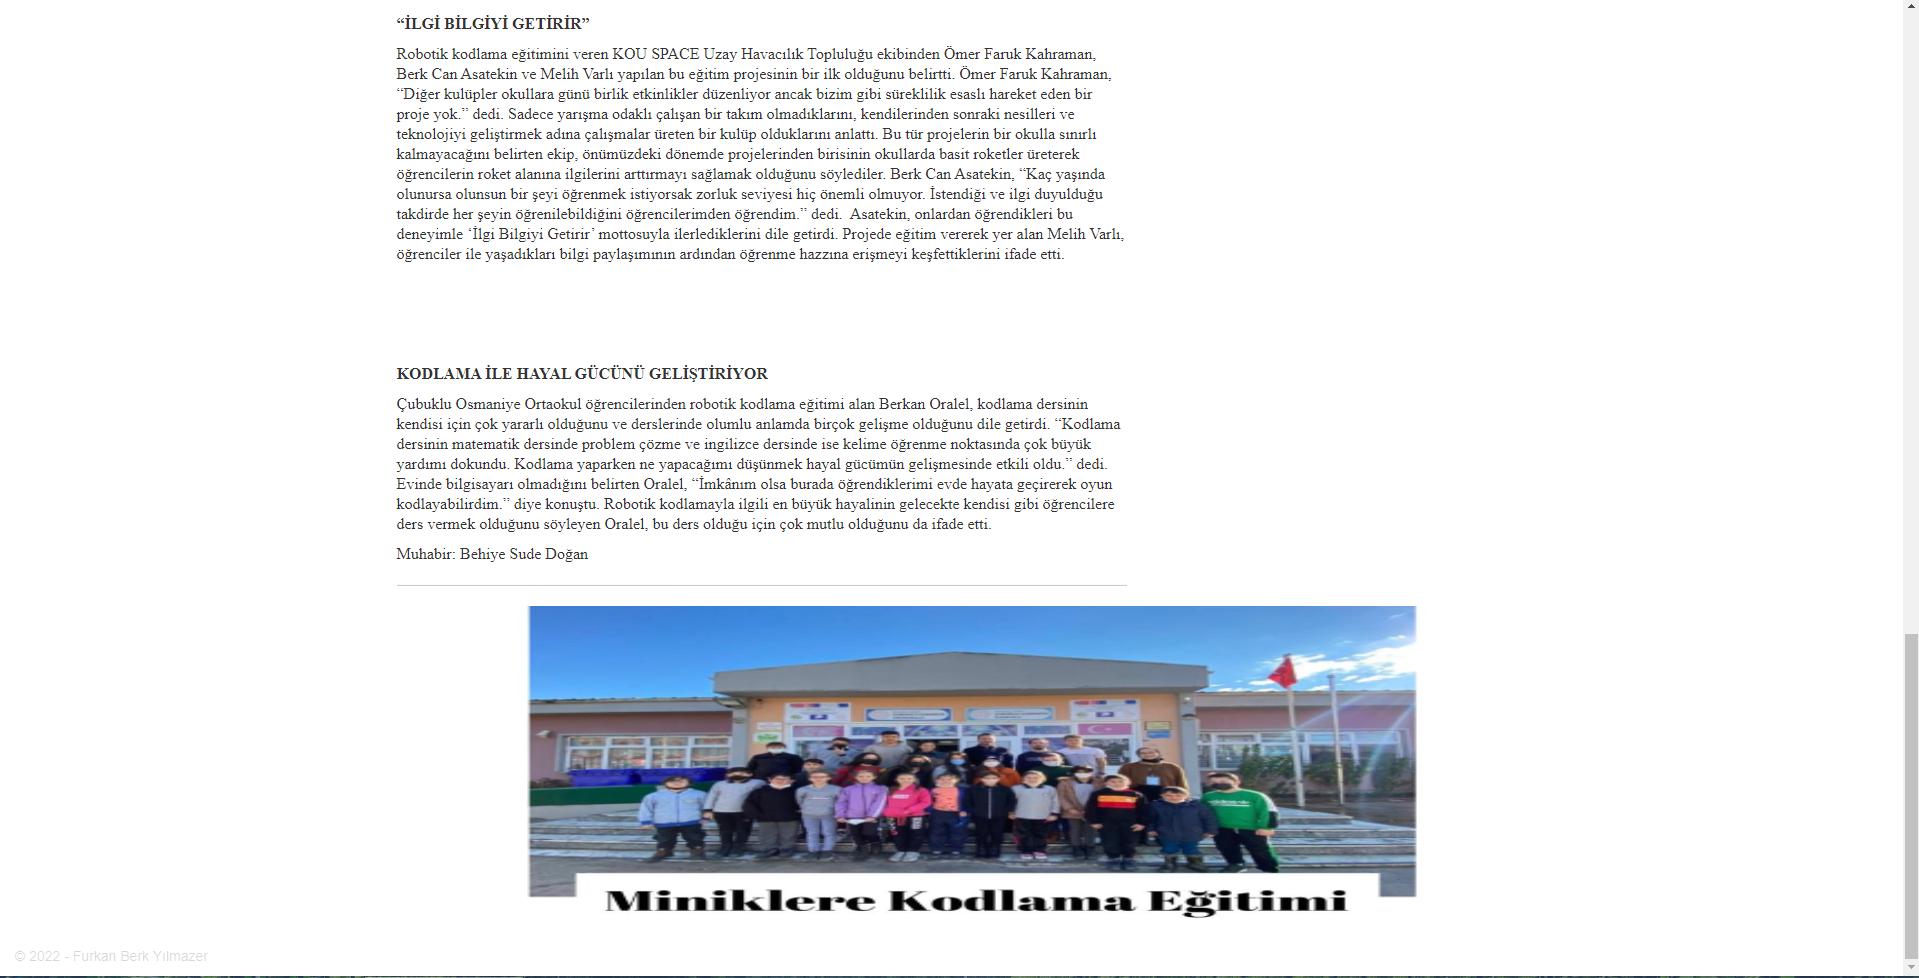 “İLGİ BİLGİYİ GETİRİR”
Robotik kodlama eğitimini veren KOU SPACE Uzay Havacılık Topluluğu ekibinden Ömer Faruk Kahraman,
Berk Can Asatekin ve Melih Varlı yapılan bu eğitim projesinin bir ilk olduğunu belirtti. Ömer Faruk Kahraman,
“Diğer kulüpler okullara günü birlik etkinlikler düzenliyor ancak bizim gibi süreklilik esaslı hareket eden bir
proje yok.” dedi. Sadece yarışma odaklı çalışan bir takım olmadıklarını, kendilerinden sonraki nesilleri ve
teknolojiyi geliştirmek adına çalışmalar üreten bir kulüp olduklarını anlattı. Bu tür projelerin bir okulla sınırlı
kalmayacağını belirten ekip, önümüzdeki dönemde projelerinden birisinin okullarda basit roketler üreterek
öğrencilerin roket alanına ilgilerini arttırmayı sağlamak olduğunu söylediler. Berk Can Asatekin, “Kaç yaşında
olunursa olunsun bir şeyi öğrenmek istiyorsak zorluk seviyesi hiç önemli olmuyor. İstendiği ve ilgi duyulduğu
takdirde her şeyin öğrenilebildiğini öğrencilerimden öğrendim.” dedi.  Asatekin, onlardan öğrendikleri bu
deneyimle ‘İlgi Bilgiyi Getirir’ mottosuyla ilerlediklerini dile getirdi. Projede eğitim vererek yer alan Melih Varlı,
öğrenciler ile yaşadıkları bilgi paylaşımının ardından öğrenme hazzına erişmeyi keşfettiklerini ifade etti.
KODLAMA İLE HAYAL GÜCÜNÜ GELİŞTİRİYOR
Çubuklu Osmaniye Ortaokul öğrencilerinden robotik kodlama eğitimi alan Berkan Oralel, kodlama dersinin
kendisi için çok yararlı olduğunu ve derslerinde olumlu anlamda birçok gelişme olduğunu dile getirdi. “Kodlama
dersinin matematik dersinde problem çözme ve ingilizce dersinde ise kelime öğrenme noktasında çok büyük
yardımı dokundu. Kodlama yaparken ne yapacağımı düşünmek hayal gücümün gelişmesinde etkili oldu.” dedi.
Evinde bilgisayarı olmadığını belirten Oralel, “İmkânım olsa burada öğrendiklerimi evde hayata geçirerek oyun
kodlayabilirdim.” diye konuştu. Robotik kodlamayla ilgili en büyük hayalinin gelecekte kendisi gibi öğrencilere
ders vermek olduğunu söyleyen Oralel, bu ders olduğu için çok mutlu olduğunu da ifade etti.
Muhabir: Behiye Sude Doğan
Miniklere Kodlama Eğitimi
© 2022 - Furkan Berk Yılmazer